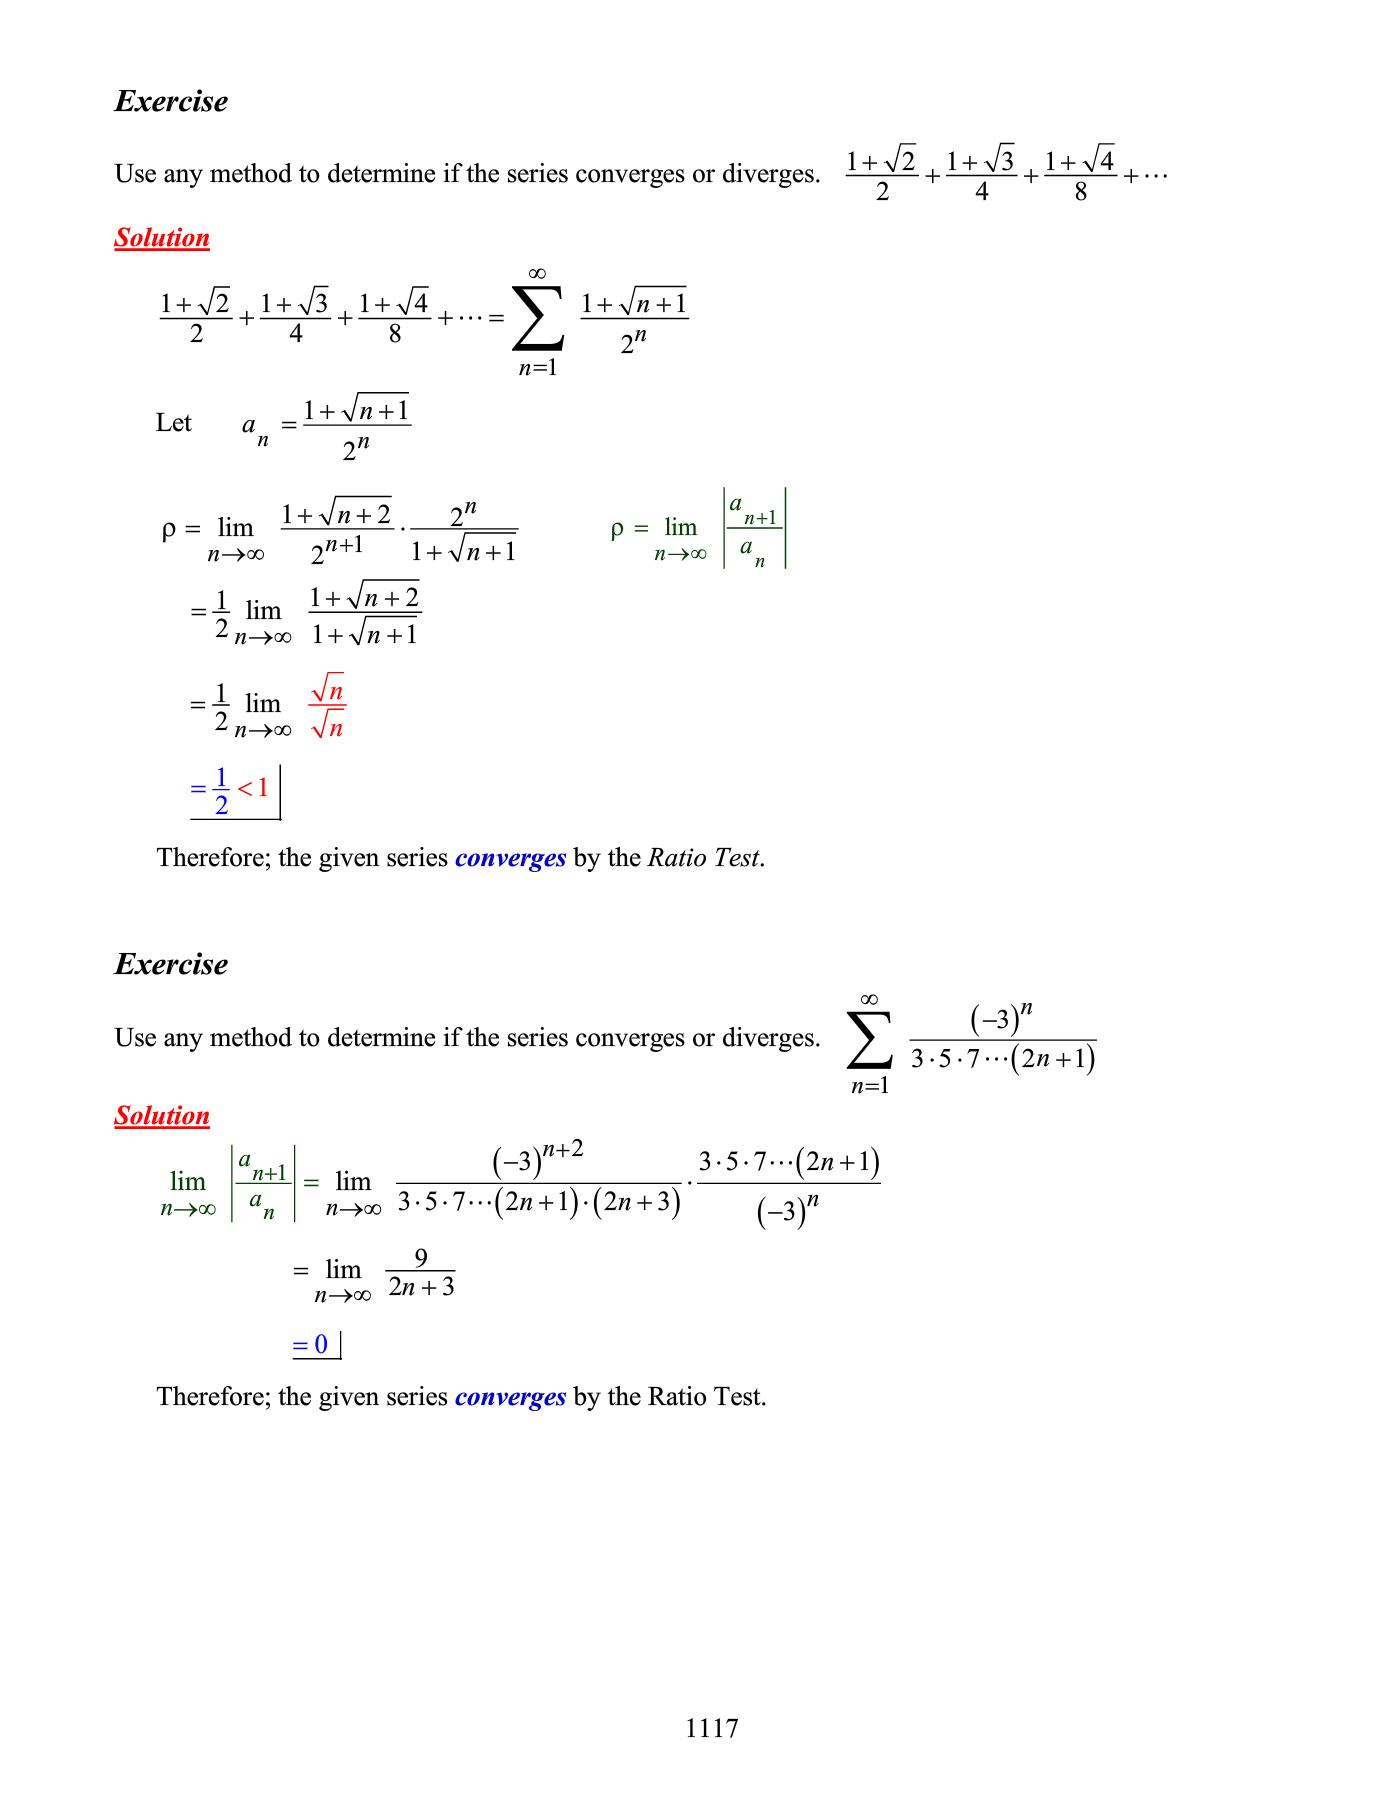 Exercise
Use any method to determine if the series converges or diverges. $\frac{1+\sqrt{2}}{2}+\frac{1+\sqrt{3}}{4}+\frac{1+\sqrt{4}}{8}+\cdots$
Solution
$\frac{1+\sqrt{2}}{2}+\frac{1+\sqrt{3}}{4}+\frac{1+\sqrt{4}}{8}+\cdots=\sum_{n=1}^{\infty}\frac{1+\sqrt{n+1}}{2^n}$
Let $a_n=\frac{1+\sqrt{n+1}}{2^n}$
$\rho=\lim_{n\to\infty}\frac{1+\sqrt{n+2}}{2^{n+1}}\cdot\frac{2^n}{1+\sqrt{n+1}}$ $\rho=\lim_{n\to\infty}\left|\frac{a_{n+1}}{a_n}\right|$
$=\frac{1}{2}\lim_{n\to\infty}\frac{1+\sqrt{n+2}}{1+\sqrt{n+1}}$
$=\frac{1}{2}\lim_{n\to\infty}\frac{\sqrt{n}}{\sqrt{n}}$
$=\frac{1}{2}<1$
Therefore; the given series converges by the Ratio Test.
Exercise
Use any method to determine if the series converges or diverges. $\sum_{n=1}^{\infty}\frac{(-3)^n}{3\cdot5\cdot7\cdots(2n+1)}$
Solution
$\lim_{n\to\infty}\left|\frac{a_{n+1}}{a_n}\right|=\lim_{n\to\infty}\frac{(-3)^{n+2}}{3\cdot5\cdot7\cdots(2n+1)\cdot(2n+3)}\cdot\frac{3\cdot5\cdot7\cdots(2n+1)}{(-3)^n}$
$=\lim_{n\to\infty}\frac{9}{2n+3}$
$=0$
Therefore; the given series converges by the Ratio Test.
1117